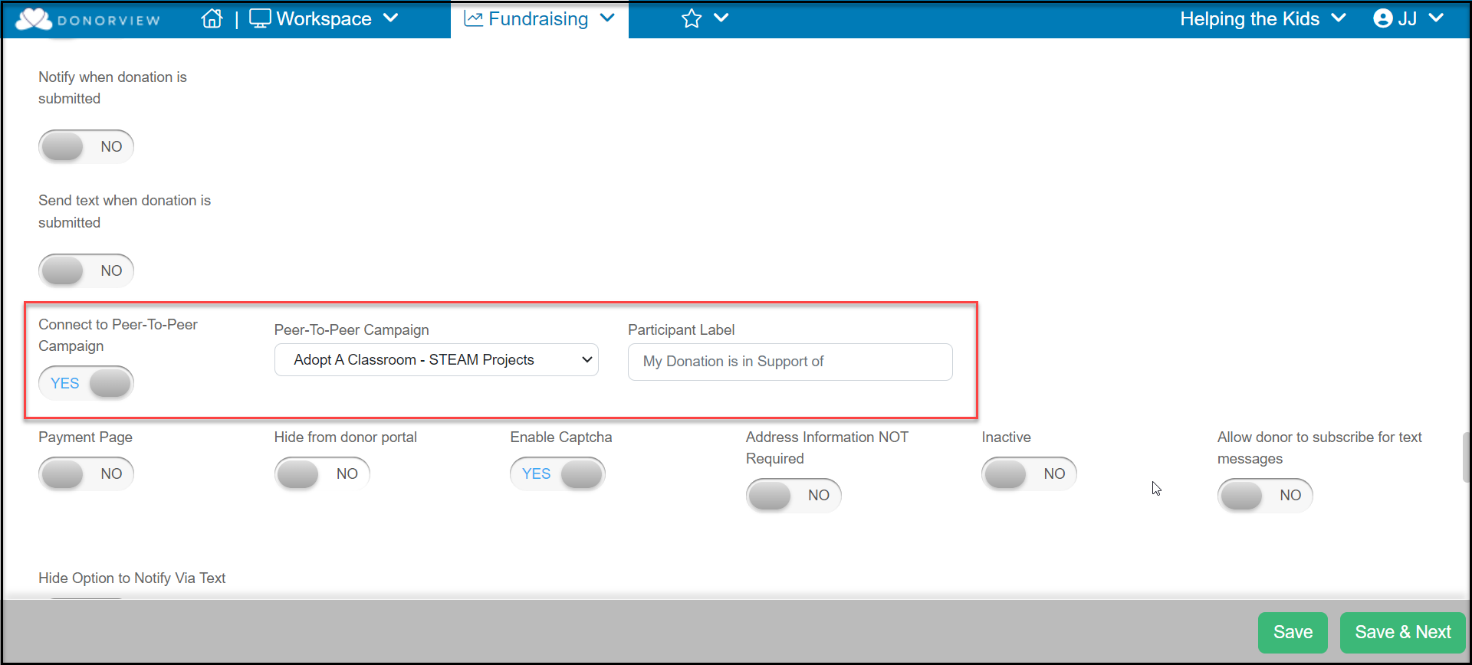 DONORVIEW
Workspace
Fundraising
Helping the Kids
JJ
Notify when donation is
submitted
NO
Send text when donation is
submitted
NO
Connect to Peer-To-Peer
Campaign
YES
Peer-To-Peer Campaign
Adopt A Classroom - STEAM Projects
Participant Label
My Donation is in Support of
Payment Page
NO
Hide from donor portal
NO
Enable Captcha
YES
Address Information NOT
Required
NO
Inactive
NO
Allow donor to subscribe for text
messages
NO
Hide Option to Notify Via Text
Save
Save & Next